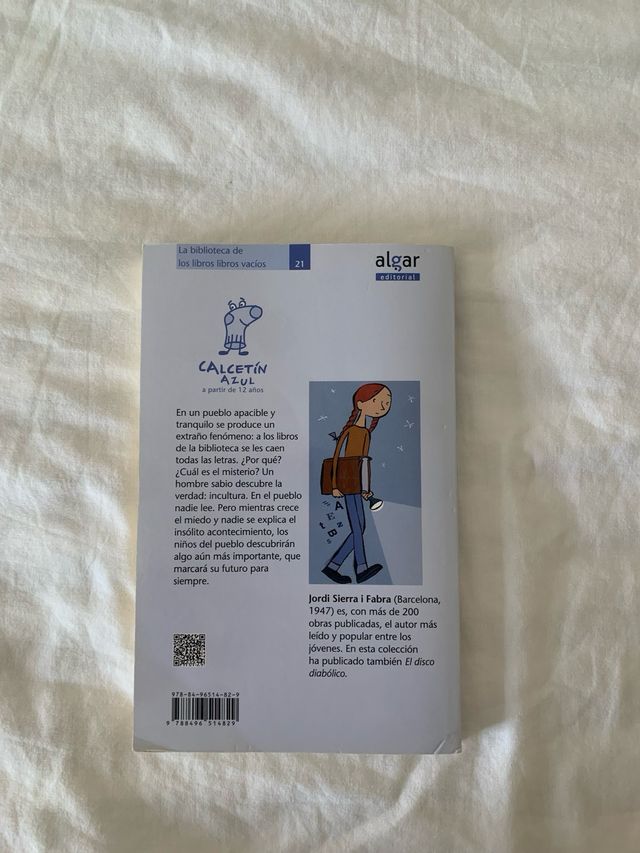 La biblioteca de
los libros libros vacíos
21
algar
editorial
CALCETÍN
AZUL
a partir de 12 años
En un pueblo apacible y
tranquilo se produce un
extraño fenómeno: a los libros
de la biblioteca se les caen
todas las letras. ¿Por qué?
¿Cuál es el misterio? Un
hombre sabio descubre la
verdad: incultura. En el pueblo
nadie lee. Pero mientras crece
el miedo y nadie se explica el
insólito acontecimiento, los
niños del pueblo descubrirán
algo aún más importante, que
marcará su futuro para
siempre.
A
E
z
t
B
s
Jordi Sierra i Fabra (Barcelona,
1947) es, con más de 200
obras publicadas, el autor más
leído y popular entre los
jóvenes. En esta colección
ha publicado también El disco
diabólico.
978-84-96514-82-9
9 788496 514829